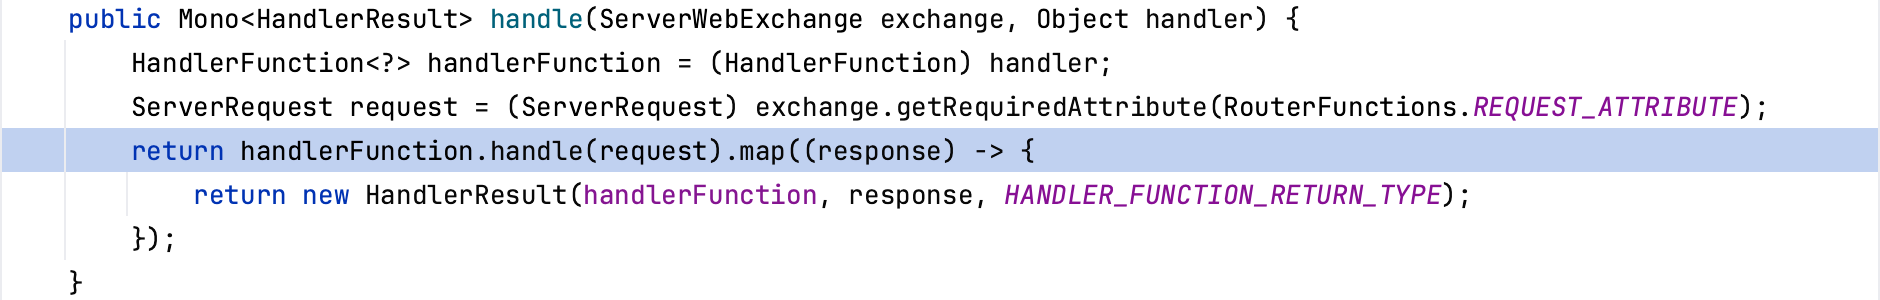 public Mono<HandlerResult> handle(ServerWebExchange exchange, Object handler) {
HandlerFunction<?> handlerFunction = (HandlerFunction) handler;
ServerRequest request = (ServerRequest) exchange.getRequiredAttribute(RouterFunctions.REQUEST_ATTRIBUTE);
return handlerFunction.handle(request).map((response) -> {
return new HandlerResult(handlerFunction, response, HANDLER_FUNCTION_RETURN_TYPE);
});
}